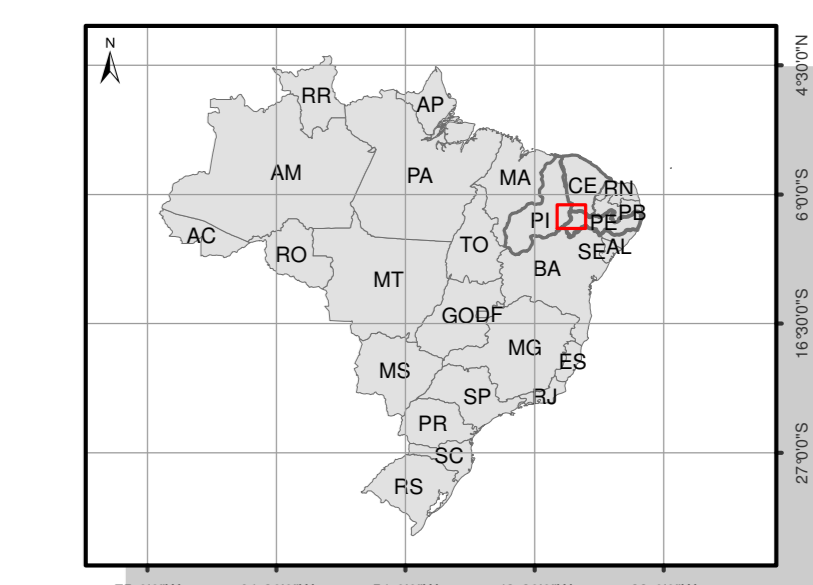 N
4°30'0"N
RR
AP
AM
PA
MA
CE
RN
6°0'0"S
PI
PE
PB
AC
RO
TO
SE
AL
MT
BA
GO
DF
16°30'0"S
MG
ES
MS
SP
RJ
PR
27°0'0"S
SC
RS